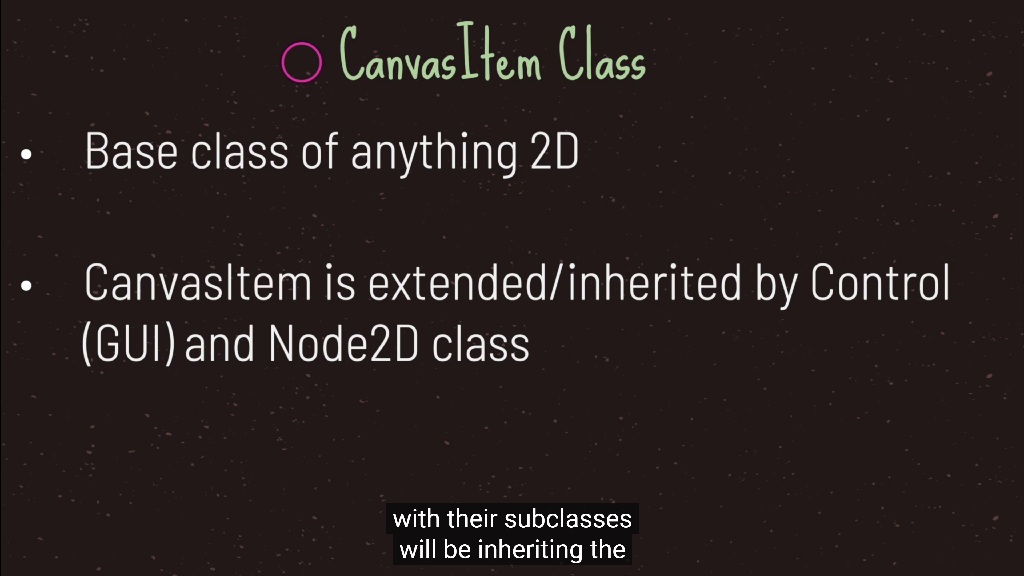 CanvasItem Class
• Base class of anything 2D
• CanvasItem is extended/inherited by Control
(GUI) and Node2D class
with their subclasses
will be inheriting the